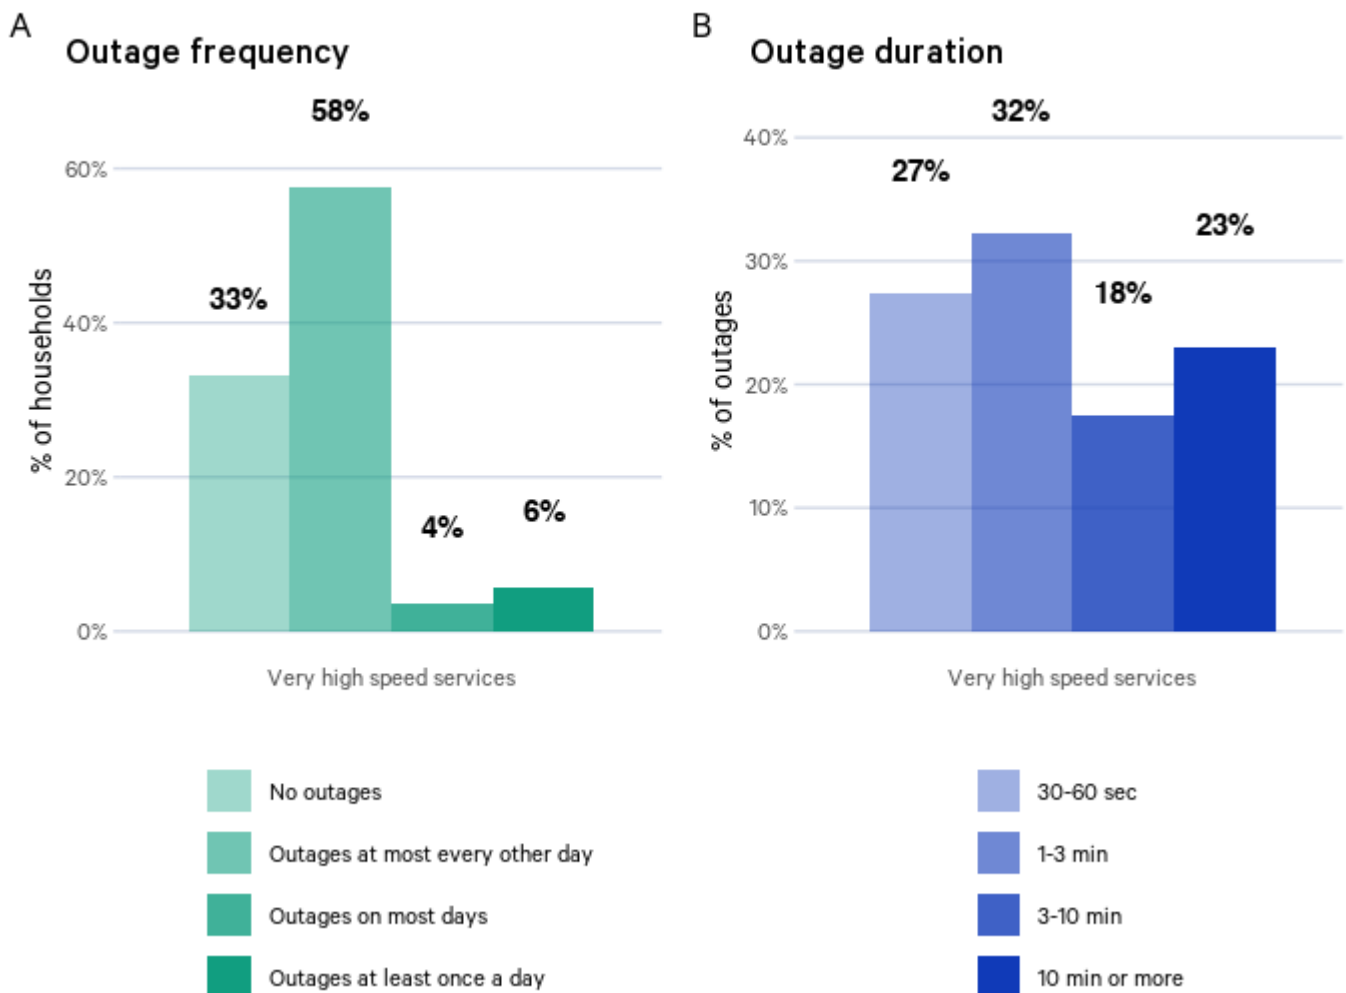 A
Outage frequency
58%
60%
33%
40%
20%
4%
6%
0%
% of households
Very high speed services
No outages
Outages at most every other day
Outages on most days
Outages at least once a day
B
Outage duration
32%
40%
27%
23%
30%
18%
20%
10%
0%
% of outages
Very high speed services
30-60 sec
1-3 min
3-10 min
10 min or more